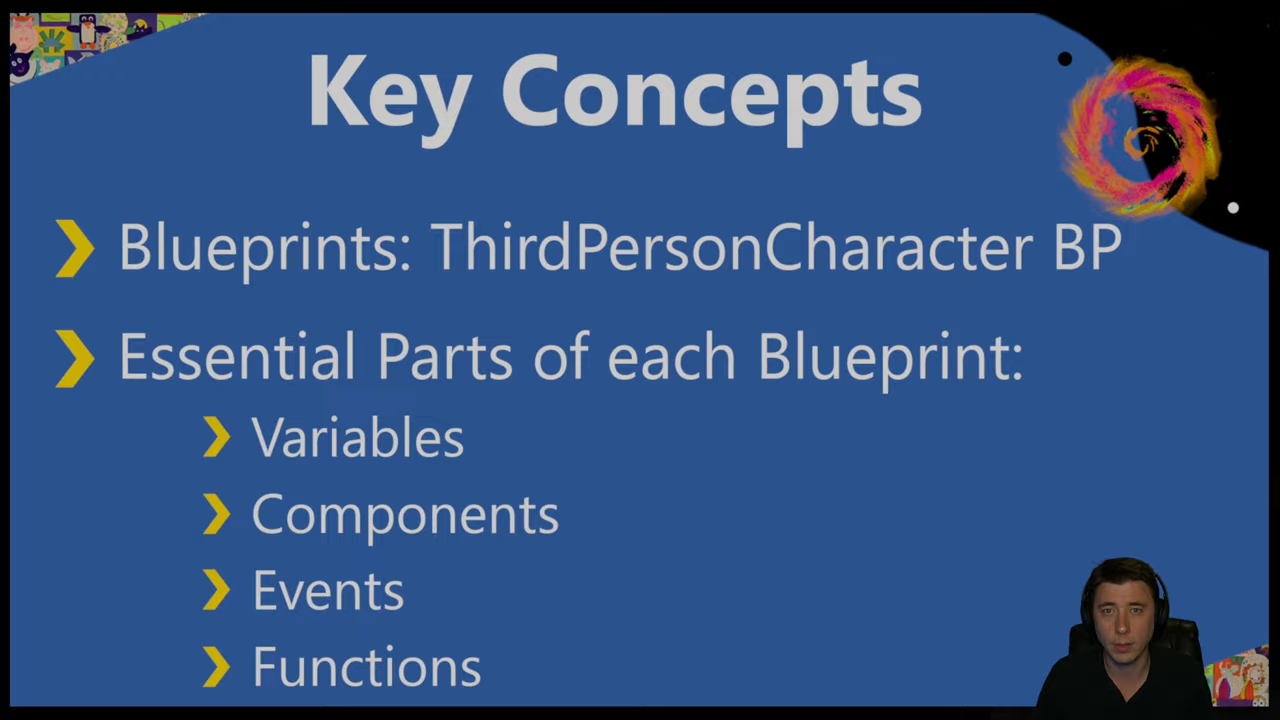 Key Concepts
Blueprints: ThirdPersonCharacter BP
Essential Parts of each Blueprint:
Variables
Components
Events
Functions